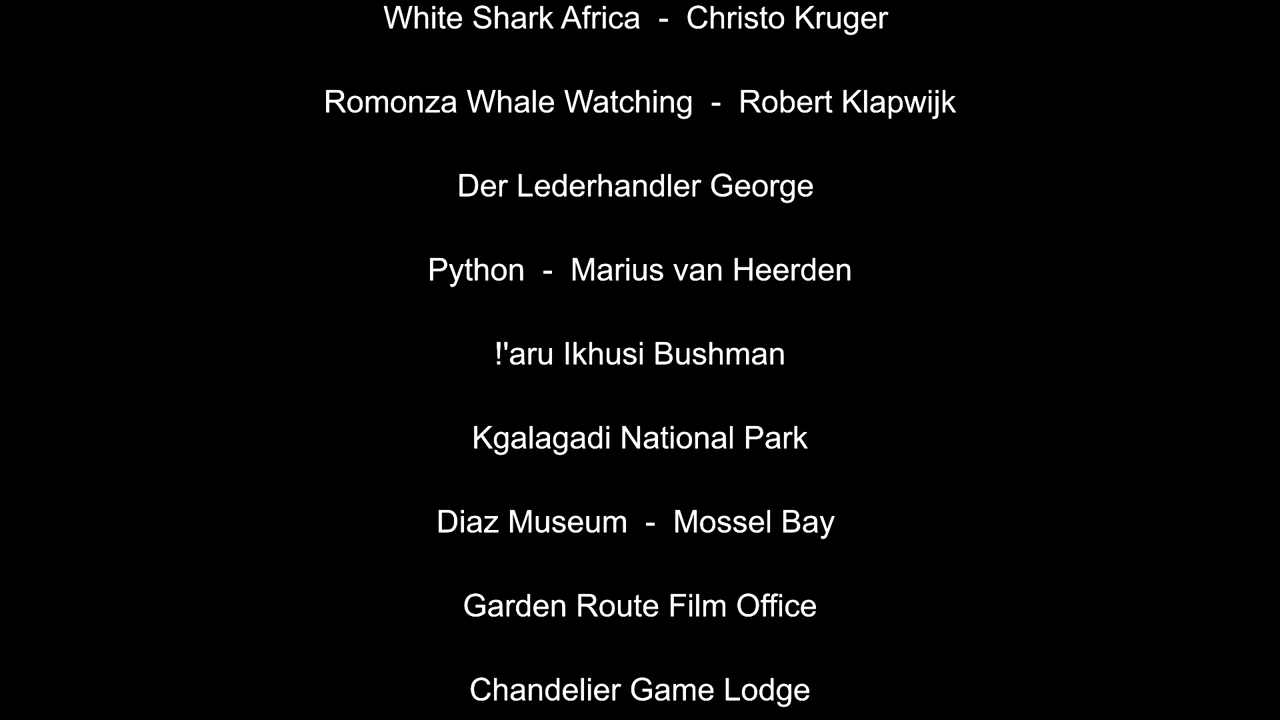 White Shark Africa  -  Christo Kruger
Romonza Whale Watching  -  Robert Klapwijk
Der Lederhandler George
Python  -  Marius van Heerden
!'aru Ikhusi Bushman
Kgalagadi National Park
Diaz Museum  -  Mossel Bay
Garden Route Film Office
Chandelier Game Lodge